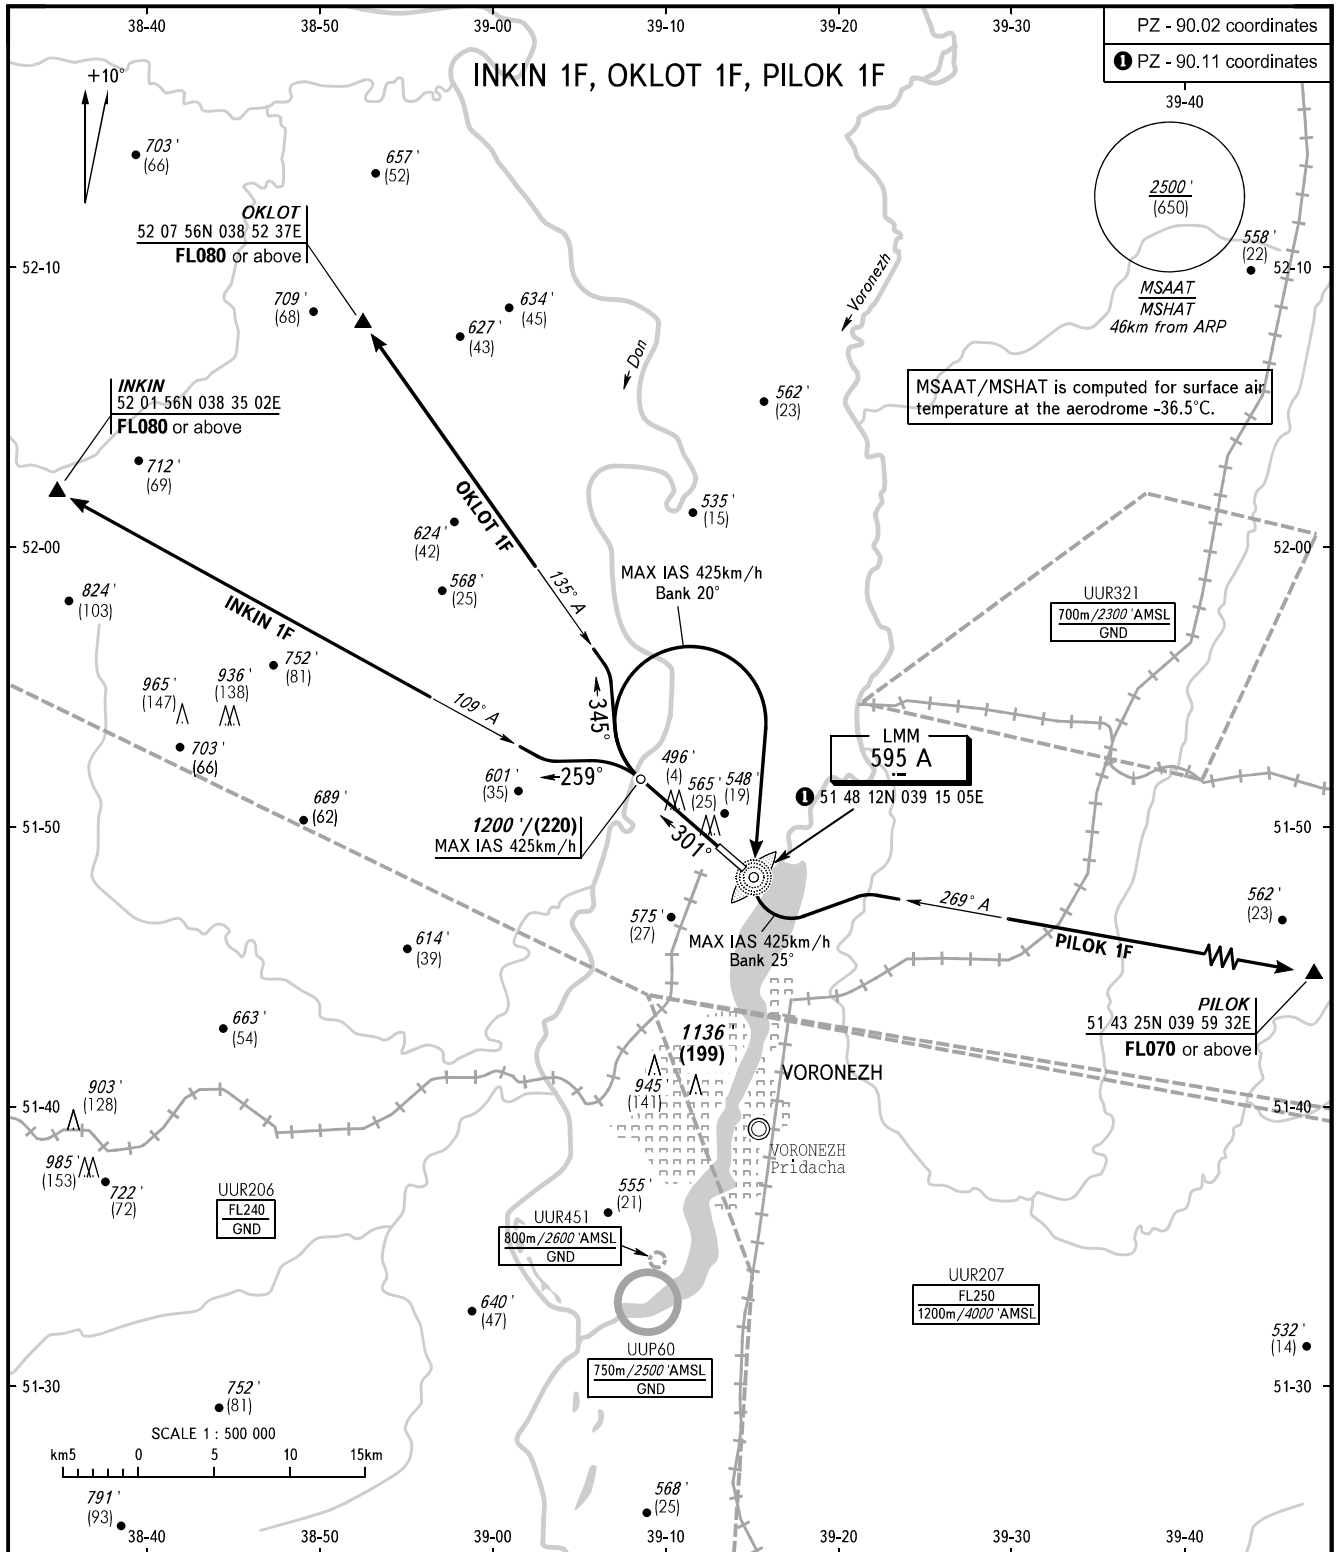 38-40
38-50
39-00
39-10
39-20
39-30
PZ - 90.02 coordinates
❶ PZ - 90.11 coordinates
39-40
INKIN 1F, OKLOT 1F, PILOK 1F
+10°
703'
(66)
657'
(52)
2500'
(650)
MSAAT
MSHAT
46km from ARP
558'
(22)
OKLOT
52 07 56N 038 52 37E
FL080 or above
52-10
52-10
709'
(68)
634'
(45)
627'
(43)
Don
Voronezh
INKIN
52 01 56N 038 35 02E
FL080 or above
562'
(23)
MSAAT/MSHAT is computed for surface air
temperature at the aerodrome -36.5°C.
712'
(69)
OKLOT 1F
535'
(15)
624'
(42)
52-00
52-00
568'
(25)
135° A
MAX IAS 425km/h
Bank 20°
824'
(103)
INKIN 1F
UUR321
700m/2300'AMSL
GND
752'
(81)
965'
(147)
936'
(138)
109° A
345°
703'
(66)
259°
601'
(35)
496'
(4)
565'
(25)
548'
(19)
LMM
595 A
❶ 51 48 12N 039 15 05E
689'
(62)
1200'/(220)
MAX IAS 425km/h
301°
51-50
51-50
575'
(27)
269° A
562'
(23)
614'
(39)
MAX IAS 425km/h
Bank 25°
PILOK 1F
PILOK
51 43 25N 039 59 32E
FL070 or above
663'
(54)
1136'
(199)
945'
(141)
VORONEZH
903'
(128)
51-40
51-40
VORONEZH
Pridacha
985'
(153)
722'
(72)
UUR206
FL240
GND
555'
(21)
UUR451
800m/2600'AMSL
GND
UUR207
FL250
1200m/4000'AMSL
640'
(47)
532'
(14)
UUP60
750m/2500'AMSL
GND
51-30
51-30
752'
(81)
SCALE 1 : 500 000
km5
0
5
10
15km
791'
(93)
568'
(25)
38-40
38-50
39-00
39-10
39-20
39-30
39-40